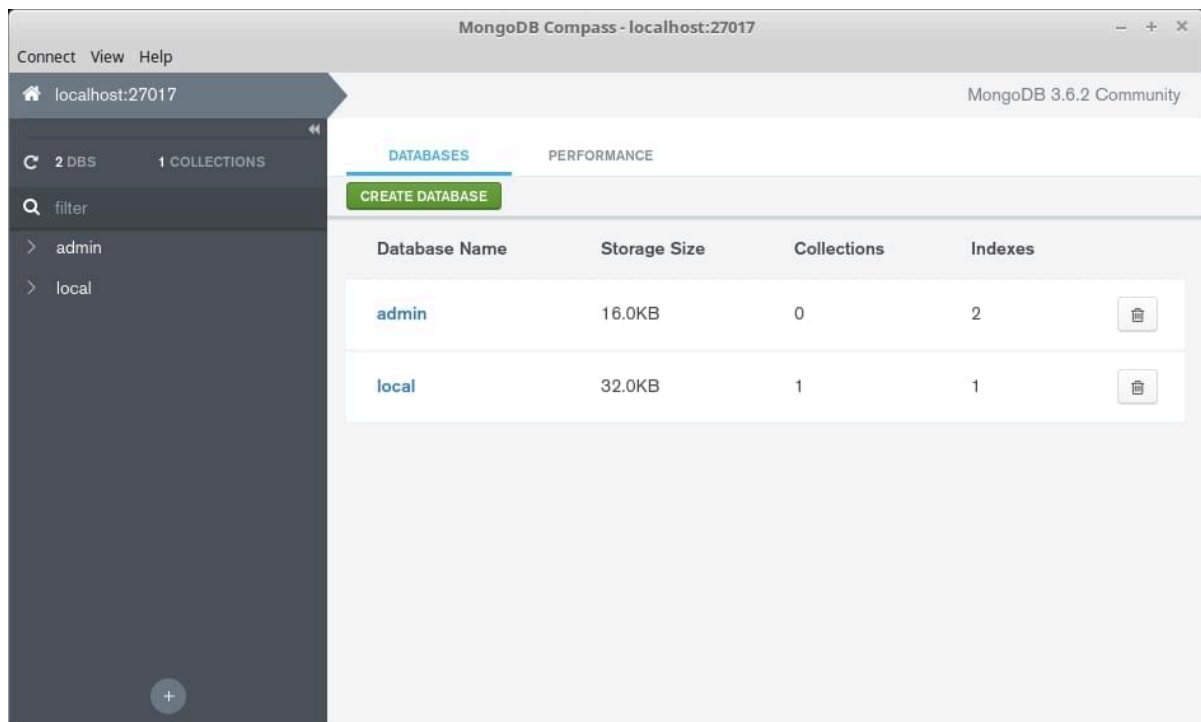 MongoDB Compass - localhost:27017
Connect View Help
localhost:27017
MongoDB 3.6.2 Community
2 DBS 1 COLLECTIONS
filter
admin
local
DATABASES PERFORMANCE
CREATE DATABASE
Database Name Storage Size Collections Indexes
admin 16.0KB 0 2
local 32.0KB 1 1